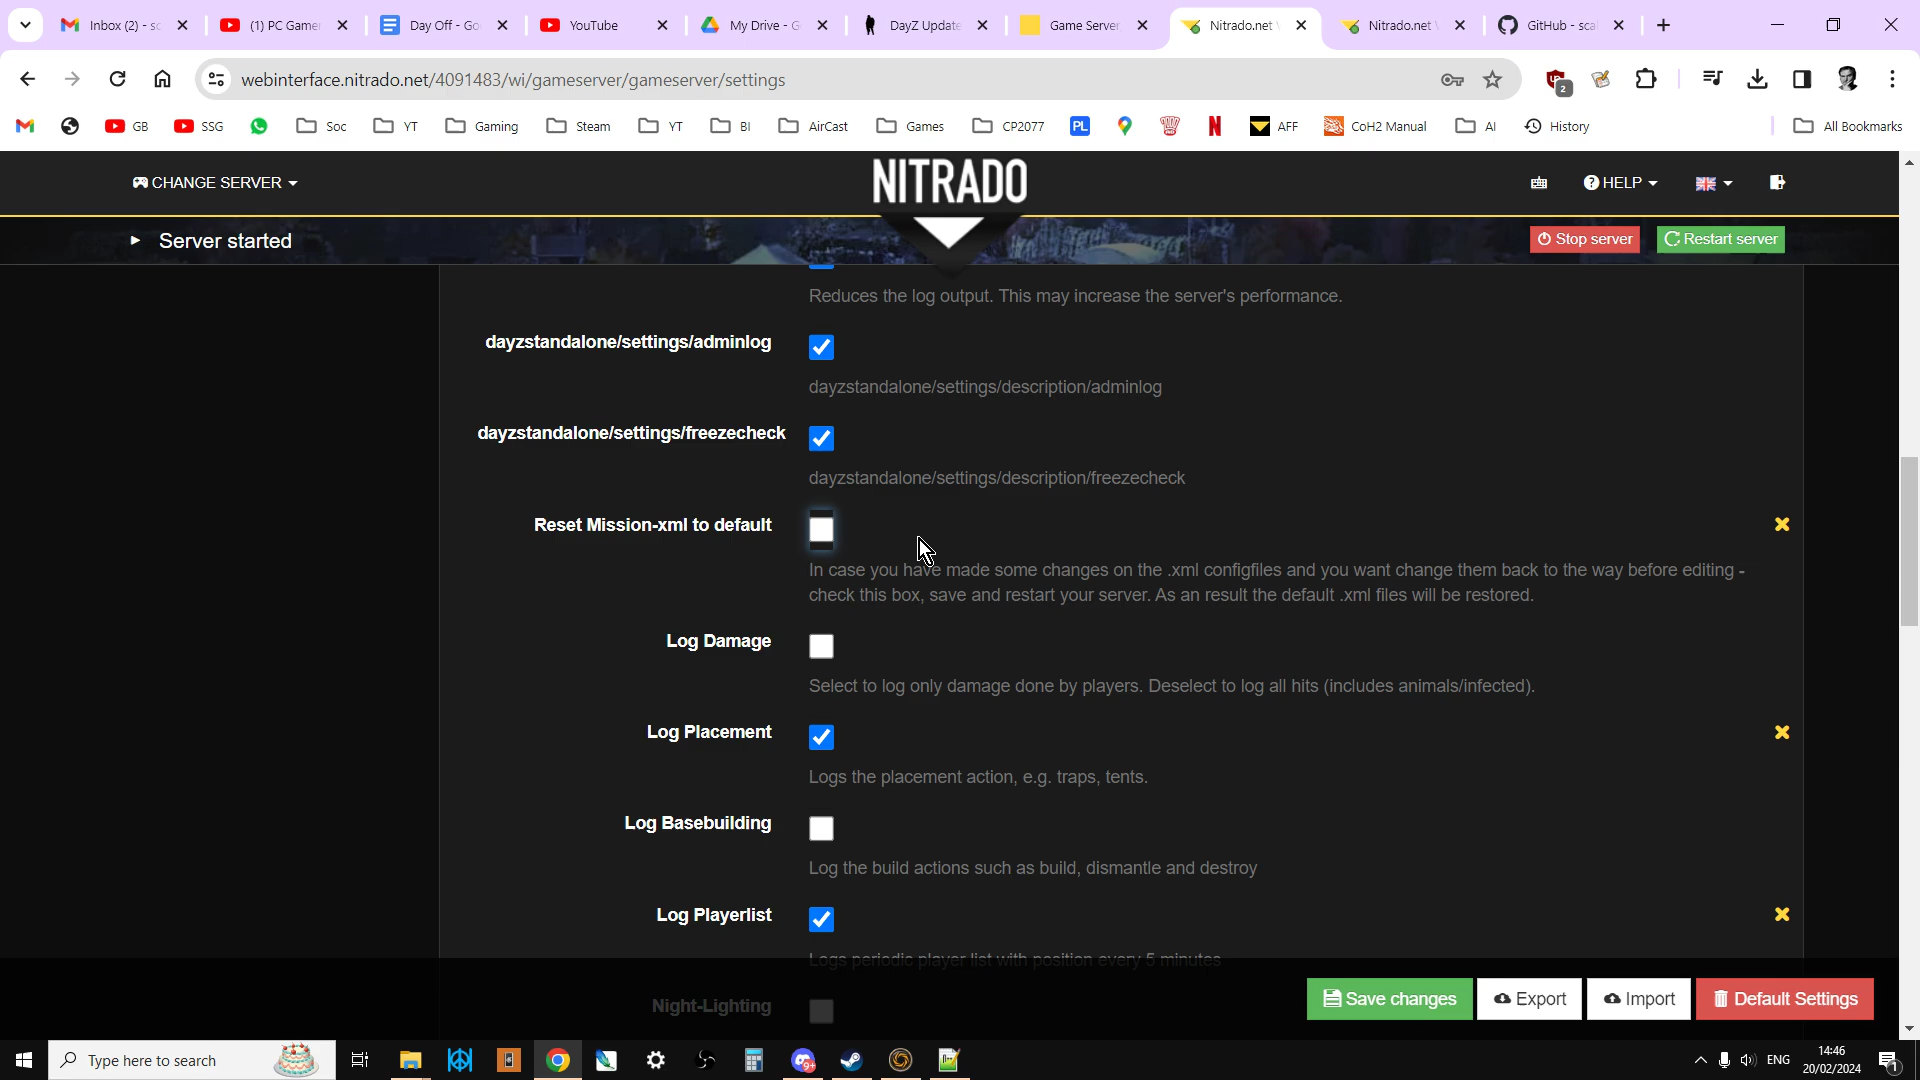 Inbox (2) - sc
(1) PC Game
Day Off - Go
YouTube
My Drive - G
DayZ Update
Game Server
Nitrado.net
Nitrado.net
GitHub - scal
webinterface.nitrado.net/4091483/wi/gameserver/gameserver/settings
2
GB
SSG
Soc
YT
Gaming
Steam
YT
BI
AirCast
Games
CP2077
PL
AFF
CoH2 Manual
AI
History
All Bookmarks
CHANGE SERVER
NITRADO
HELP
Server started
Stop server
Restart server
Reduces the log output. This may increase the server's performance.
dayzstandalone/settings/adminlog
dayzstandalone/settings/description/adminlog
dayzstandalone/settings/freezecheck
dayzstandalone/settings/description/freezecheck
Reset Mission-xml to default
In case you have made some changes on the .xml configfiles and you want change them back to the way before editing -
check this box, save and restart your server. As an result the default .xml files will be restored.
Log Damage
Select to log only damage done by players. Deselect to log all hits (includes animals/infected).
Log Placement
Logs the placement action, e.g. traps, tents.
Log Basebuilding
Log the build actions such as build, dismantle and destroy
Log Playerlist
Logs periodic player list with position every 5 minutes
Night-Lighting
Save changes
Export
Import
Default Settings
Type here to search
9+
ENG
14:46
20/02/2024
1